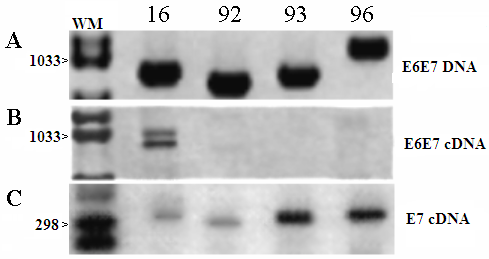 WM 16 92 93 96
A
1033> E6E7 DNA
B
1033> E6E7 cDNA
C
298> E7 cDNA